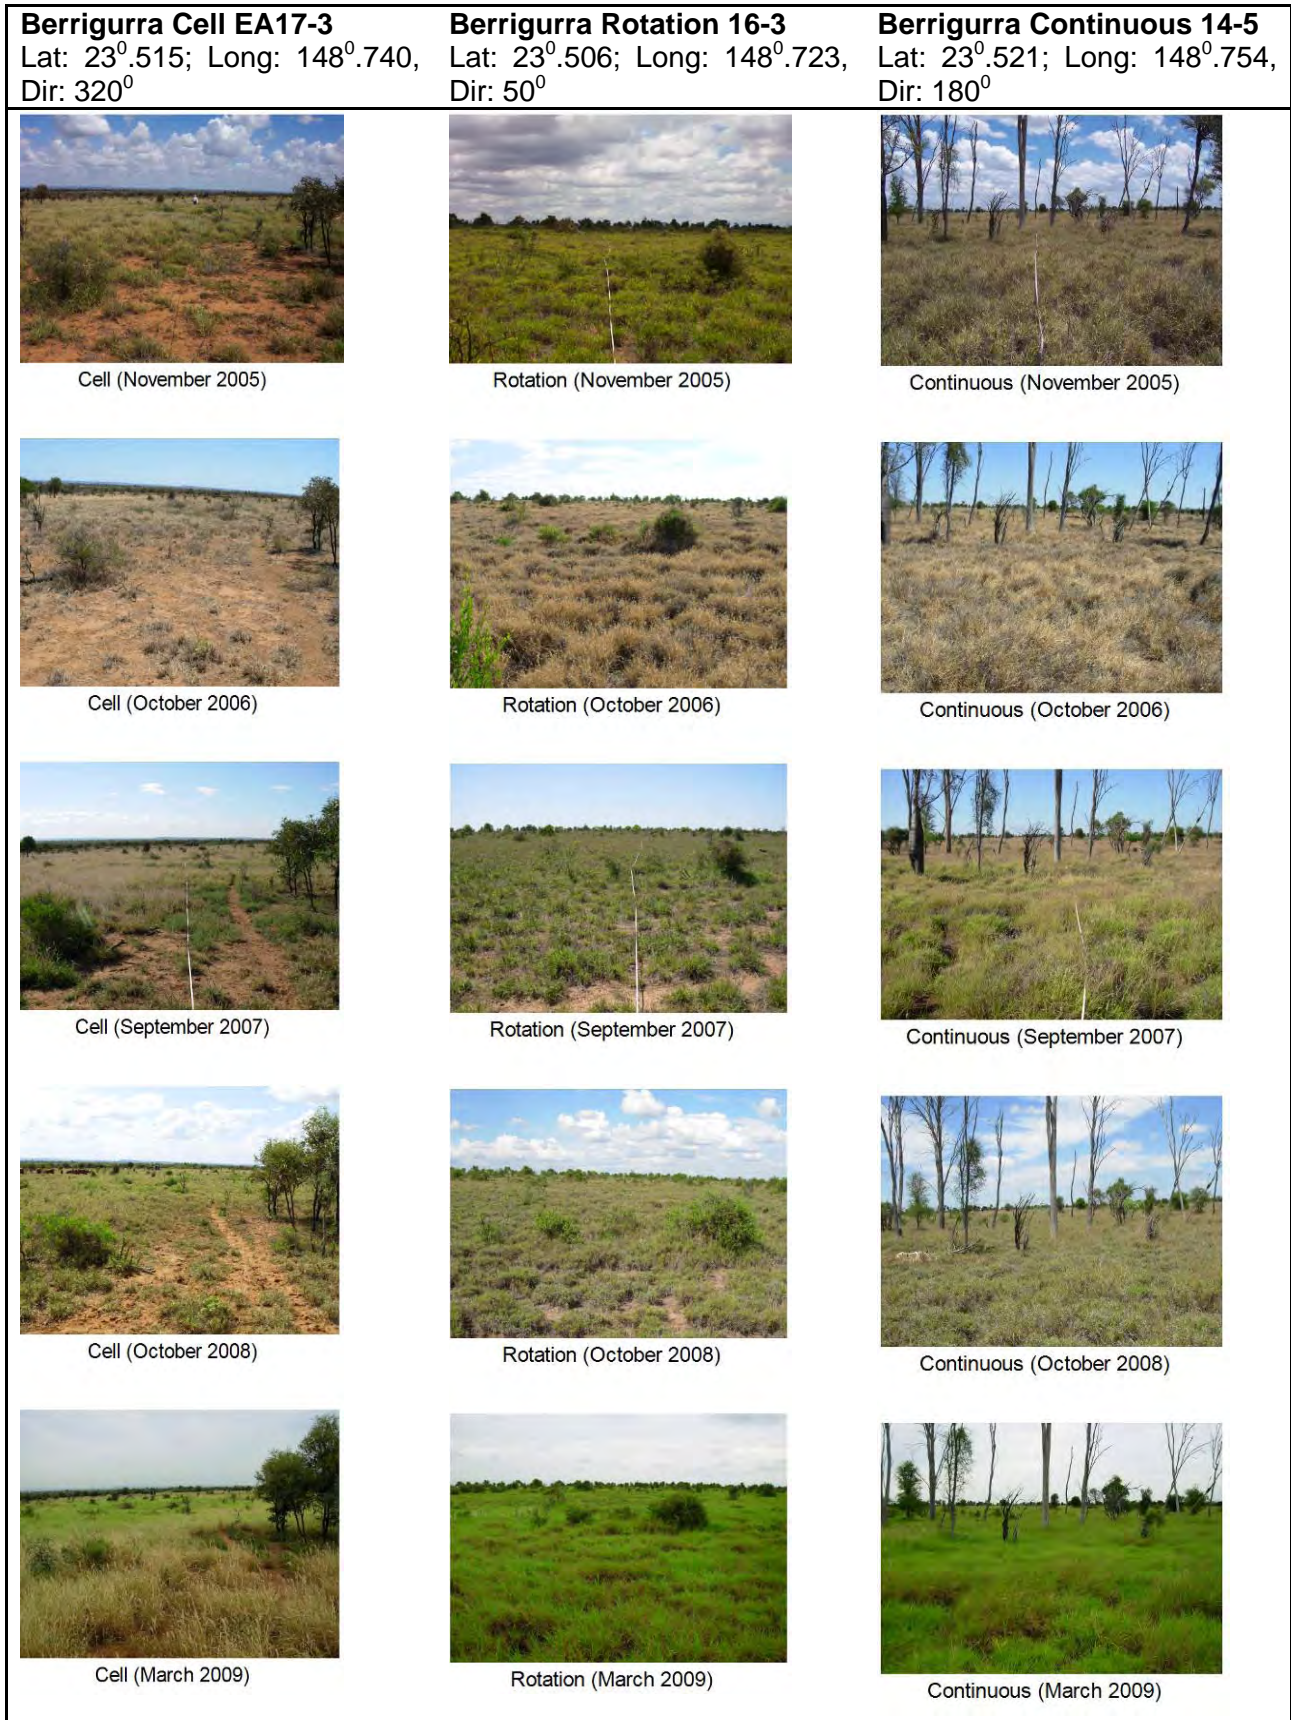 Berrigurra Cell EA17-3
Lat: 23⁰.515; Long: 148⁰.740,
Dir: 320⁰
Berrigurra Rotation 16-3
Lat: 23⁰.506; Long: 148⁰.723,
Dir: 50⁰
Berrigurra Continuous 14-5
Lat: 23⁰.521; Long: 148⁰.754,
Dir: 180⁰
Cell (November 2005)
Rotation (November 2005)
Continuous (November 2005)
Cell (October 2006)
Rotation (October 2006)
Continuous (October 2006)
Cell (September 2007)
Rotation (September 2007)
Continuous (September 2007)
Cell (October 2008)
Rotation (October 2008)
Continuous (October 2008)
Cell (March 2009)
Rotation (March 2009)
Continuous (March 2009)